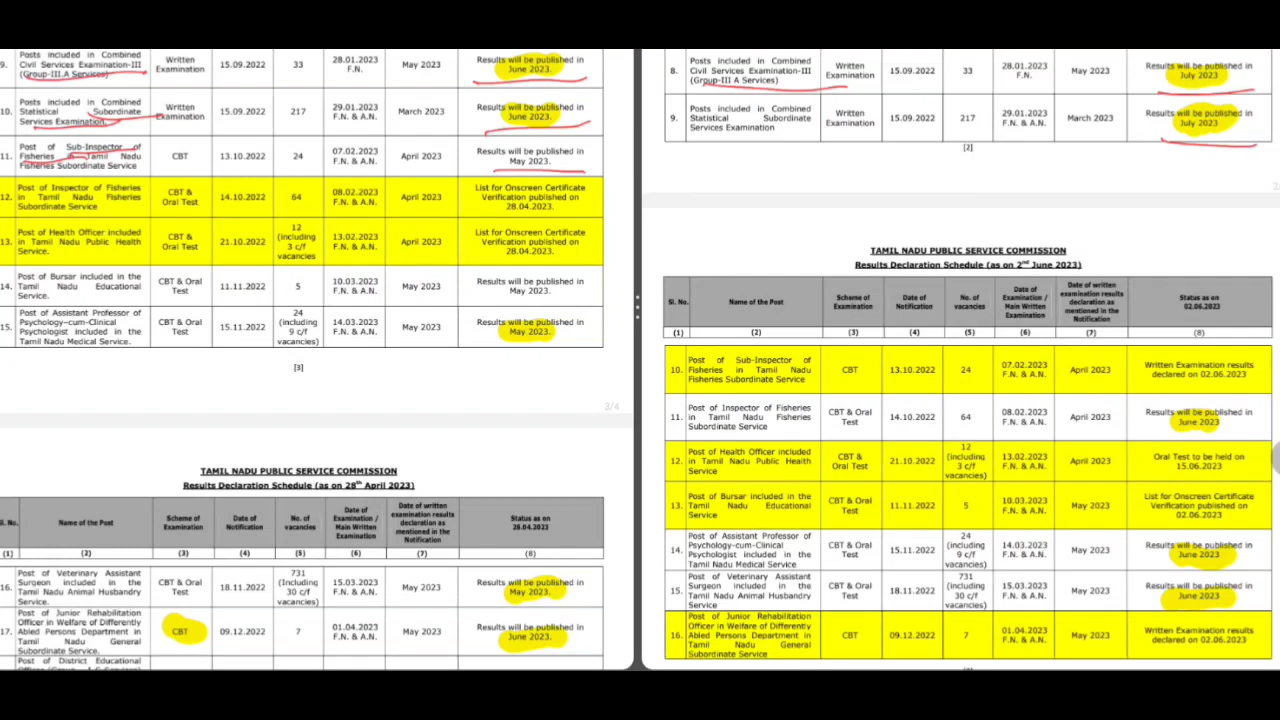 9. Posts included in Combined Civil Services Examination-III (Group-III.A Services) Written Examination 15.09.2022 33 28.01.2023 F.N. May 2023 Results will be published in June 2023.
10. Posts included in Combined Statistical Subordinate Services Examination. Written Examination 15.09.2022 217 29.01.2023 F.N. & A.N. March 2023 Results will be published in June 2023.
11. Post of Sub-Inspector of Fisheries in Tamil Nadu Fisheries Subordinate Service CBT 13.10.2022 24 07.02.2023 F.N. & A.N. April 2023 Results will be published in May 2023.
12. Post of Inspector of Fisheries in Tamil Nadu Fisheries Subordinate Service CBT & Oral Test 14.10.2022 64 08.02.2023 F.N. & A.N. April 2023 List for Onscreen Certificate Verification published on 28.04.2023.
13. Post of Health Officer included in Tamil Nadu Public Health Service. CBT & Oral Test 21.10.2022 12 (including 3 c/f vacancies 13.02.2023 F.N. & A.N. April 2023 List for Onscreen Certificate Verification published on 28.04.2023.
14. Post of Bursar included in the Tamil Nadu Educational Service. CBT & Oral Test 11.11.2022 5 10.03.2023 F.N. & A.N. May 2023 Results will be published in May 2023.
15. Post of Assistant Professor of Psychology–cum–Clinical Psychologist included in the Tamil Nadu Medical Service. CBT & Oral Test 15.11.2022 24 (including 9 c/f vacancies) 14.03.2023 F.N. & A.N. May 2023 Results will be published in May 2023.
[3]
3/4
TAMIL NADU PUBLIC SERVICE COMMISSION
Results Declaration Schedule (as on 28th April 2023)
Sl. No. Name of the Post Scheme of Examination Date of Notification No. of vacancies Date of Examination / Main Written Examination Date of written examination results declaration as mentioned in the Notification Status as on 28.04.2023
(1) (2) (3) (4) (5) (6) (7) (8)
16. Post of Veterinary Assistant Surgeon included in the Tamil Nadu Animal Husbandry Service. CBT & Oral Test 18.11.2022 731 (Including 30 c/f vacancies) 15.03.2023 F.N. & A.N. May 2023 Results will be published in May 2023.
17. Post of Junior Rehabilitation Officer in Welfare of Differently Abled Persons Department in Tamil Nadu General Subordinate Service. CBT 09.12.2022 7 01.04.2023 F.N. & A.N. May 2023 Results will be published in June 2023.
Post of District Educational
8. Posts included in Combined Civil Services Examination-III (Group-III A Services) Written Examination 15.09.2022 33 28.01.2023 F.N. May 2023 Results will be published in July 2023
9. Posts included in Combined Statistical Subordinate Services Examination Written Examination 15.09.2022 217 29.01.2023 F.N. & A.N. March 2023 Results will be published in July 2023
[2]
TAMIL NADU PUBLIC SERVICE COMMISSION
Results Declaration Schedule (as on 2nd June 2023)
Sl. No. Name of the Post Scheme of Examination Date of Notification No. of vacancies Date of Examination / Main Written Examination Date of written examination results declaration as mentioned in the Notification Status as on 02.06.2023
(1) (2) (3) (4) (5) (6) (7) (8)
10. Post of Sub-Inspector of Fisheries in Tamil Nadu Fisheries Subordinate Service CBT 13.10.2022 24 07.02.2023 F.N. & A.N. April 2023 Written Examination results declared on 02.06.2023
11. Post of Inspector of Fisheries in Tamil Nadu Fisheries Subordinate Service CBT & Oral Test 14.10.2022 64 08.02.2023 F.N. & A.N. April 2023 Results will be published in June 2023
12. Post of Health Officer included in Tamil Nadu Public Health Service CBT & Oral Test 21.10.2022 12 (including 3 c/f vacancies) 13.02.2023 F.N. & A.N. April 2023 Oral Test to be held on 15.06.2023
13. Post of Bursar included in the Tamil Nadu Educational Service CBT & Oral Test 11.11.2022 5 10.03.2023 F.N. & A.N. May 2023 List for Onscreen Certificate Verification published on 02.06.2023
14. Post of Assistant Professor of Psychology-cum-Clinical Psychologist included in the Tamil Nadu Medical Service CBT & Oral Test 15.11.2022 24 (including 9 c/f vacancies) 14.03.2023 F.N. & A.N. May 2023 Results will be published in June 2023
15. Post of Veterinary Assistant Surgeon included in the Tamil Nadu Animal Husbandry Service CBT & Oral Test 18.11.2022 731 (including 30 c/f vacancies) 15.03.2023 F.N. & A.N. May 2023 Results will be published in June 2023
16. Post of Junior Rehabilitation Officer in Welfare of Differently Abled Persons Department in Tamil Nadu General Subordinate Service CBT 09.12.2022 7 01.04.2023 F.N. & A.N. May 2023 Written Examination results declared on 02.06.2023